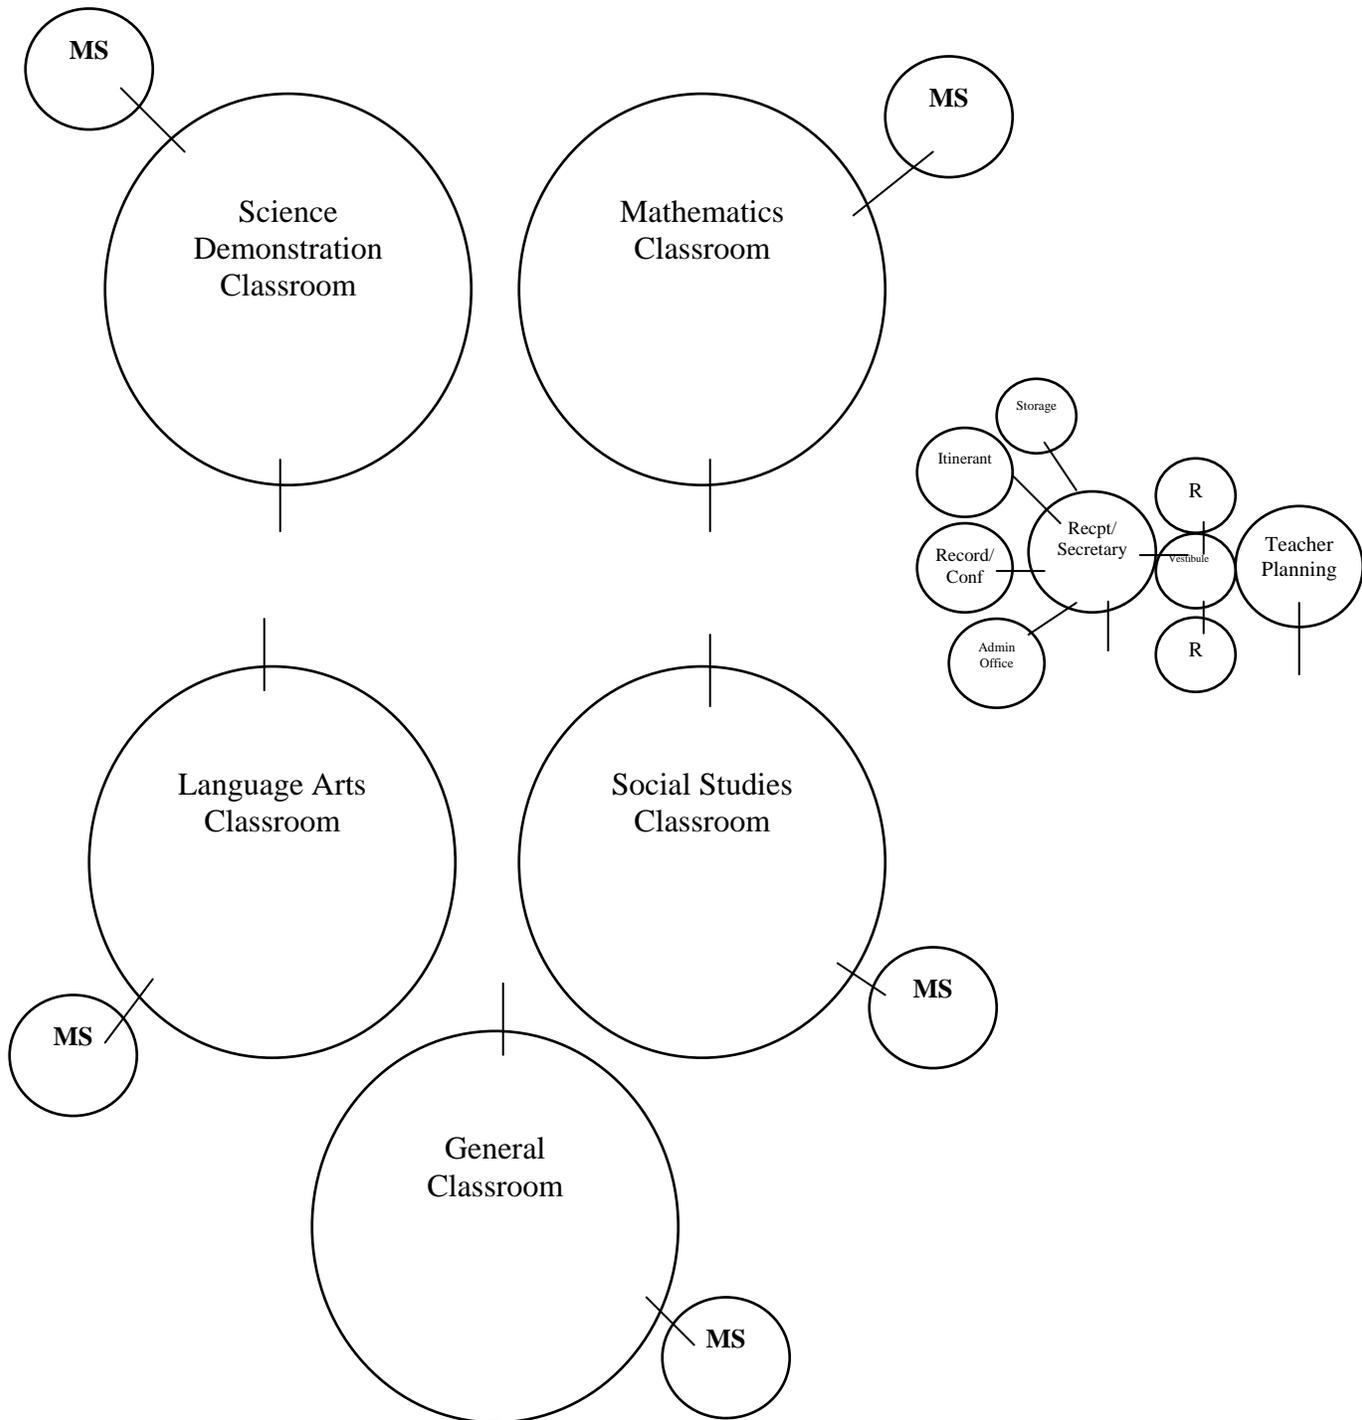 MS
MS
Science
Demonstration
Classroom
Mathematics
Classroom
Storage
Itinerant
R
Recpt/
Secretary
Record/
Conf
Vestibule
Teacher
Planning
Admin
Office
R
Language Arts
Classroom
Social Studies
Classroom
MS
MS
General
Classroom
MS